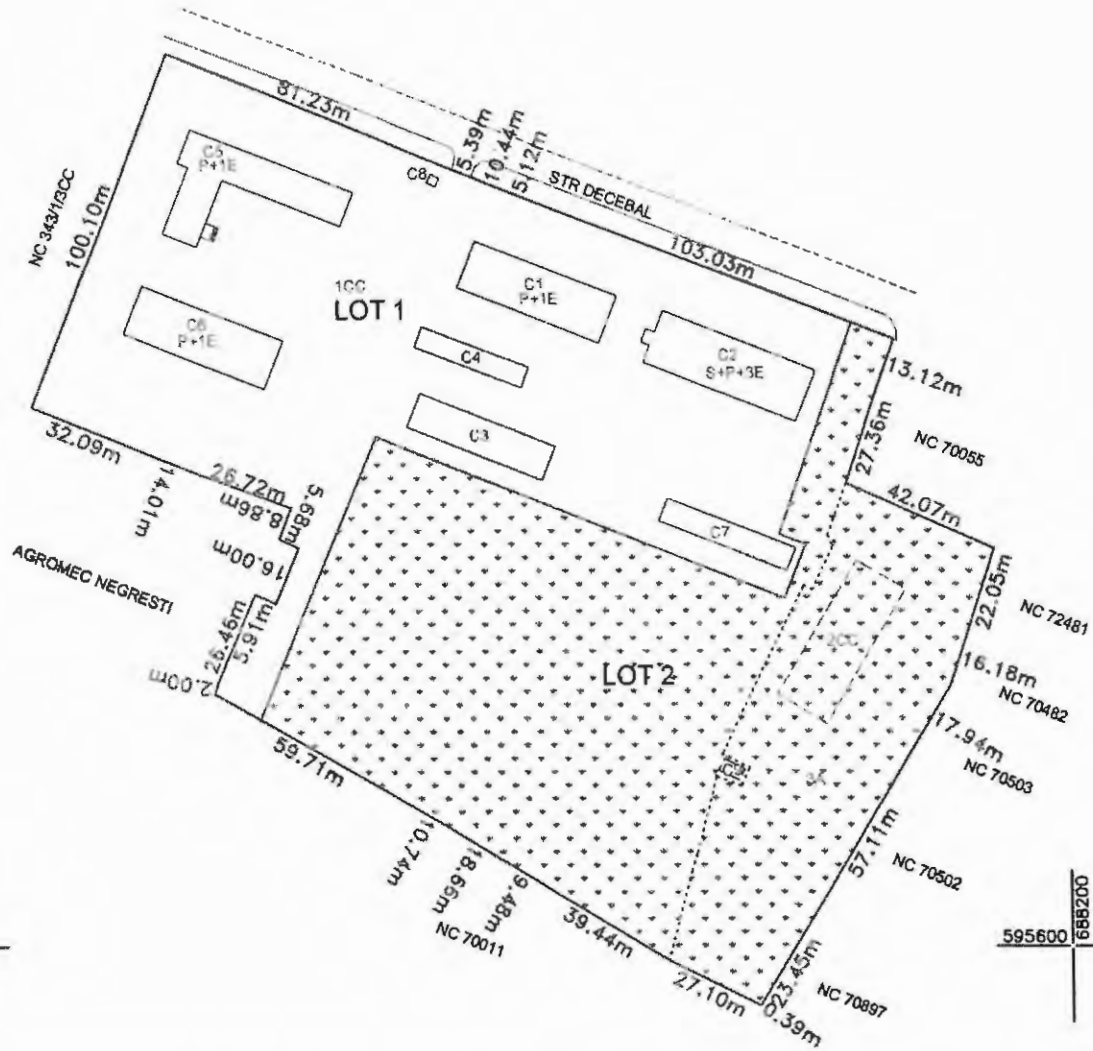 81.23m
5.39m
10.44m
5.12m
STR DECEBAL
103.03m
C5
P+1E
C8
NC 343/1/3CC
100.10m
1CC
LOT 1
C1
P+1E
C6
P+1E
C4
C2
S+P+3E
C3
13.12m
27.36m
NC 70055
42.07m
32.09m
14.01m
26.72m
8.86m
5.68m
16.00m
AGROMEC NEGRESTI
26.46m
5.91m
2.00m
C7
22.05m
NC 72481
2CC
LOT 2
16.18m
NC 70482
17.94m
NC 70503
59.71m
10.74m
18.66m
9.48m
NC 70011
39.44m
57.11m
NC 70502
27.10m
23.45m
0.39m
NC 70897
595600
688200